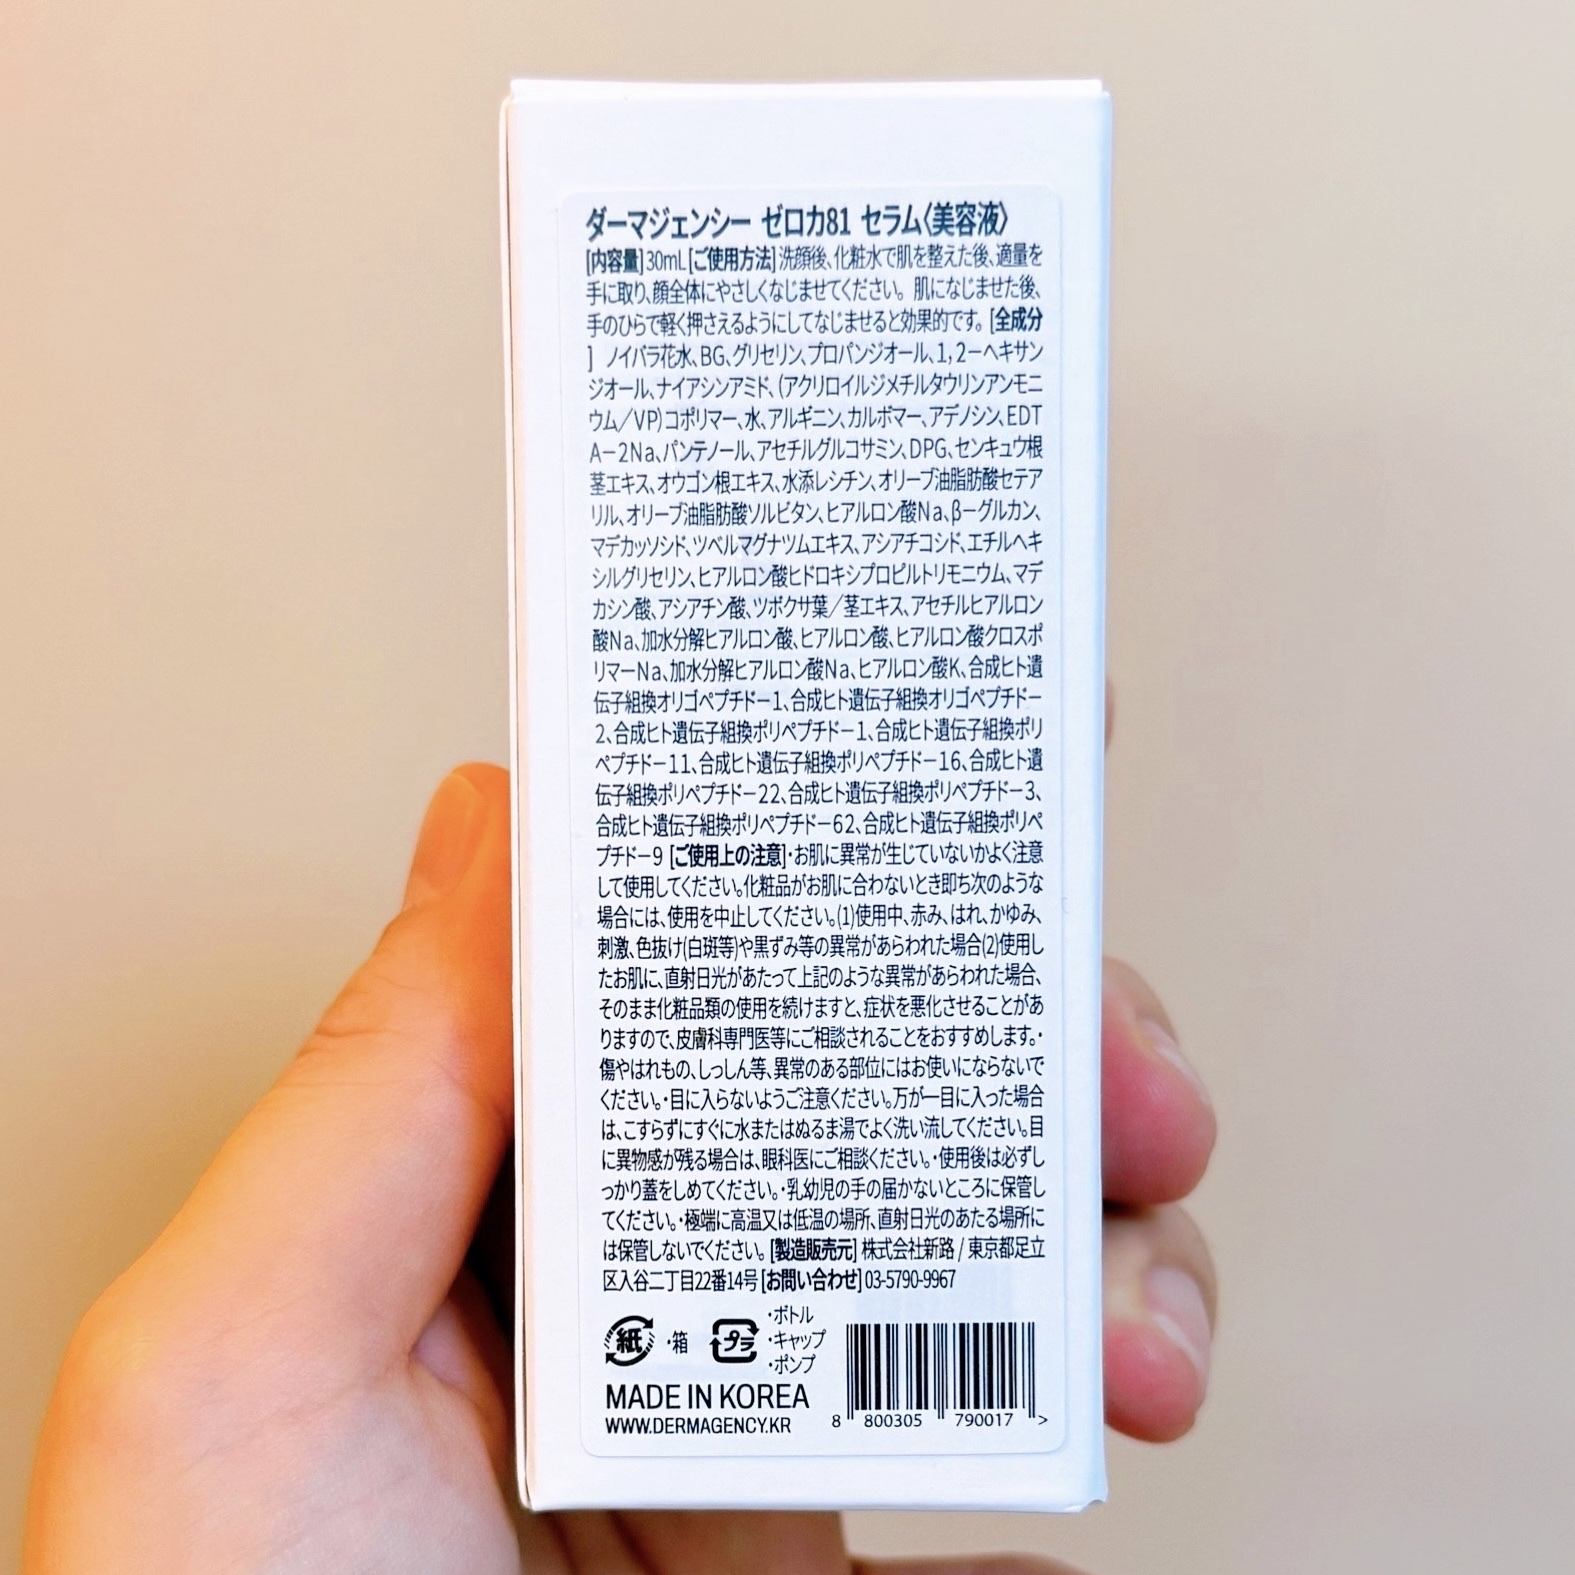 ダーマジェンシー ゼロカ81 セラム〈美容液〉
[内容量]30mL[ご使用方法]洗顔後、化粧水で肌を整えた後、適量を
手に取り、顔全体にやさしくなじませてください。 肌になじませた後、
手のひらで軽く押さえるようにしてなじませると効果的です。 [全成分
] ノイバラ花水、BG、グリセリン、プロパンジオール、1,2－ヘキサン
ジオール、ナイアシンアミド、(アクリロイルジメチルタウリンアンモニ
ウム／VP)コポリマー、水、アルギニン、カルボマー、アデノシン、EDT
A－2Na、パンテノール、アセチルグルコサミン、DPG、センキュウ根
茎エキス、オウゴン根エキス、水添レシチン、オリーブ油脂肪酸セテア
リル、オリーブ油脂肪酸ソルビタン、ヒアルロン酸Na、β－グルカン、
マデカッソシド、ツベルマグナツムエキス、アシアチコシド、エチルヘキ
シルグリセリン、ヒアルロン酸ヒドロキシプロピルトリモニウム、マデ
カシン酸、アシアチン酸、ツボクサ葉／茎エキス、アセチルヒアルロン
酸Na、加水分解ヒアルロン酸、ヒアルロン酸、ヒアルロン酸クロスポ
リマーNa、加水分解ヒアルロン酸Na、ヒアルロン酸K、合成ヒト遺
伝子組換オリゴペプチド－1、合成ヒト遺伝子組換オリゴペプチド－
2、合成ヒト遺伝子組換ポリペプチド－1、合成ヒト遺伝子組換ポリ
ペプチド－11、合成ヒト遺伝子組換ポリペプチド－16、合成ヒト遺
伝子組換ポリペプチド－22、合成ヒト遺伝子組換ポリペプチド－3、
合成ヒト遺伝子組換ポリペプチド－62、合成ヒト遺伝子組換ポリペ
プチド－9 [ご使用上の注意]・お肌に異常が生じていないかよく注意
して使用してください。化粧品がお肌に合わないとき即ち次のような
場合には、使用を中止してください。(1)使用中、赤み、はれ、かゆみ、
刺激、色抜け(白斑等)や黒ずみ等の異常があらわれた場合(2)使用し
たお肌に、直射日光があたって上記のような異常があらわれた場合、
そのまま化粧品類の使用を続けますと、症状を悪化させることがあ
りますので、皮膚科専門医等にご相談されることをおすすめします。・
傷やはれもの、しっしん等、異常のある部位にはお使いにならないで
ください。・目に入らないようご注意ください。万が一目に入った場合
は、こすらずにすぐに水またはぬるま湯でよく洗い流してください。目
に異物感が残る場合は、眼科医にご相談ください。・使用後は必ずし
っかり蓋をしめてください。・乳幼児の手の届かないところに保管し
てください。・極端に高温又は低温の場所、直射日光のあたる場所に
は保管しないでください。 [製造販売元] 株式会社新路 / 東京都足立
区入谷二丁目22番14号[お問い合わせ]03-5790-9967
紙 ・箱 プラ ・ボトル
・キャップ
・ポンプ
MADE IN KOREA
WWW.DERMAGENCY.KR
8 800305 790017 >